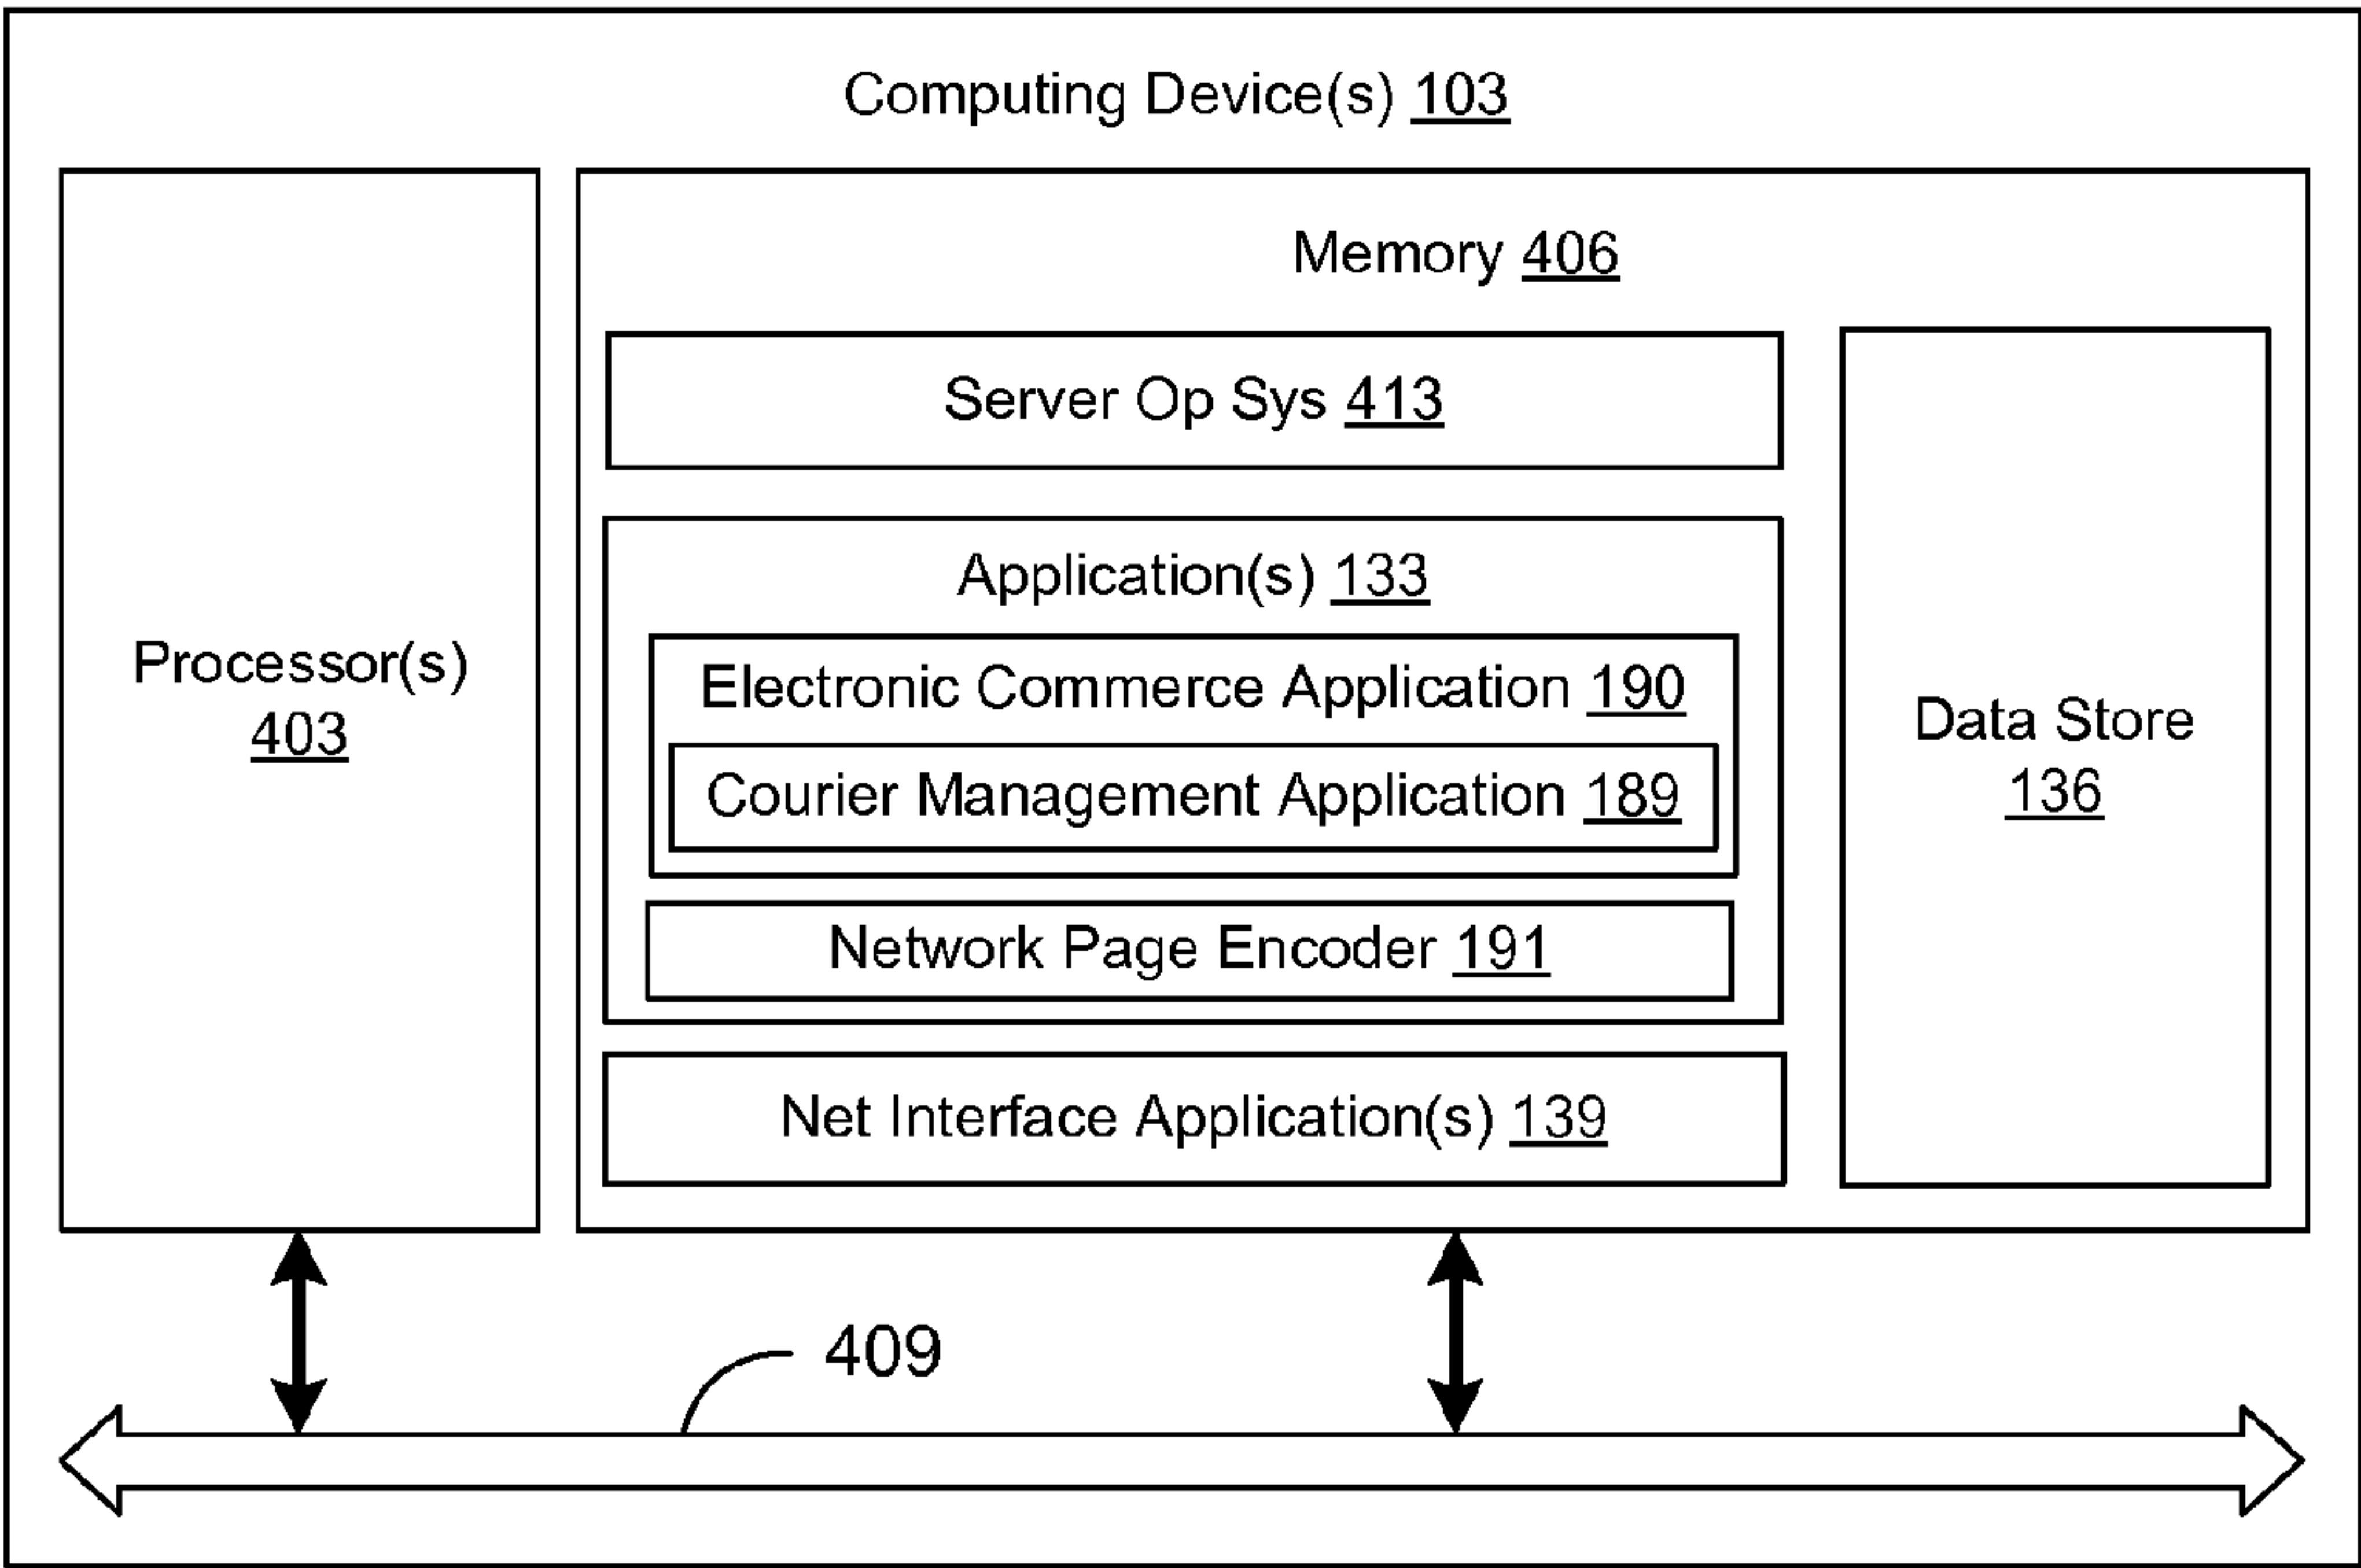 Computing Device(s) 103
Processor(s)
403
Memory 406
Server Op Sys 413
Application(s) 133
Electronic Commerce Application 190
Courier Management Application 189
Network Page Encoder 191
Net Interface Application(s) 139
Data Store
136
409